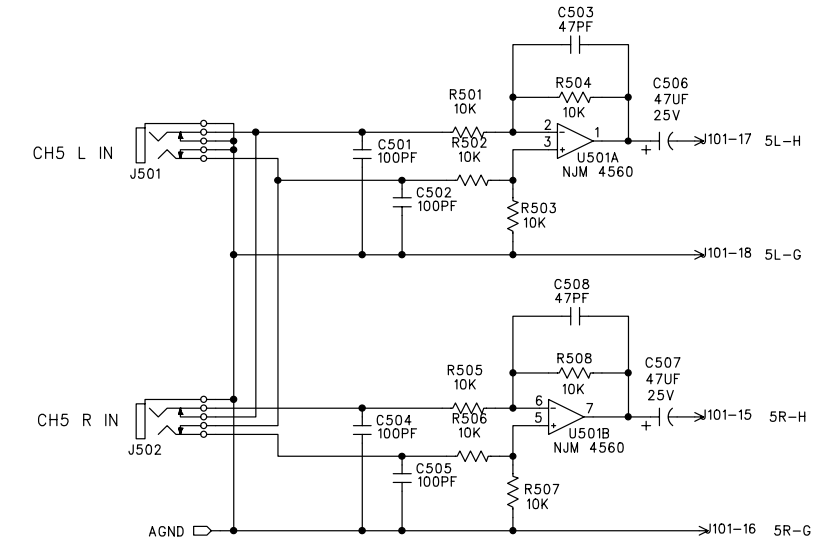 C503
47PF
R504
10K
C506
47UF
25V
R501
10K
CH5 L IN
J501
C501
100PF
R502
10K
2
3
1
U501A
NJM 4560
+
J101-17 5L-H
C502
100PF
R503
10K
J101-18 5L-G
C508
47PF
R508
10K
C507
47UF
25V
R505
10K
CH5 R IN
J502
C504
100PF
R506
10K
6
5
7
U501B
NJM 4560
+
J101-15 5R-H
C505
100PF
R507
10K
AGND
J101-16 5R-G